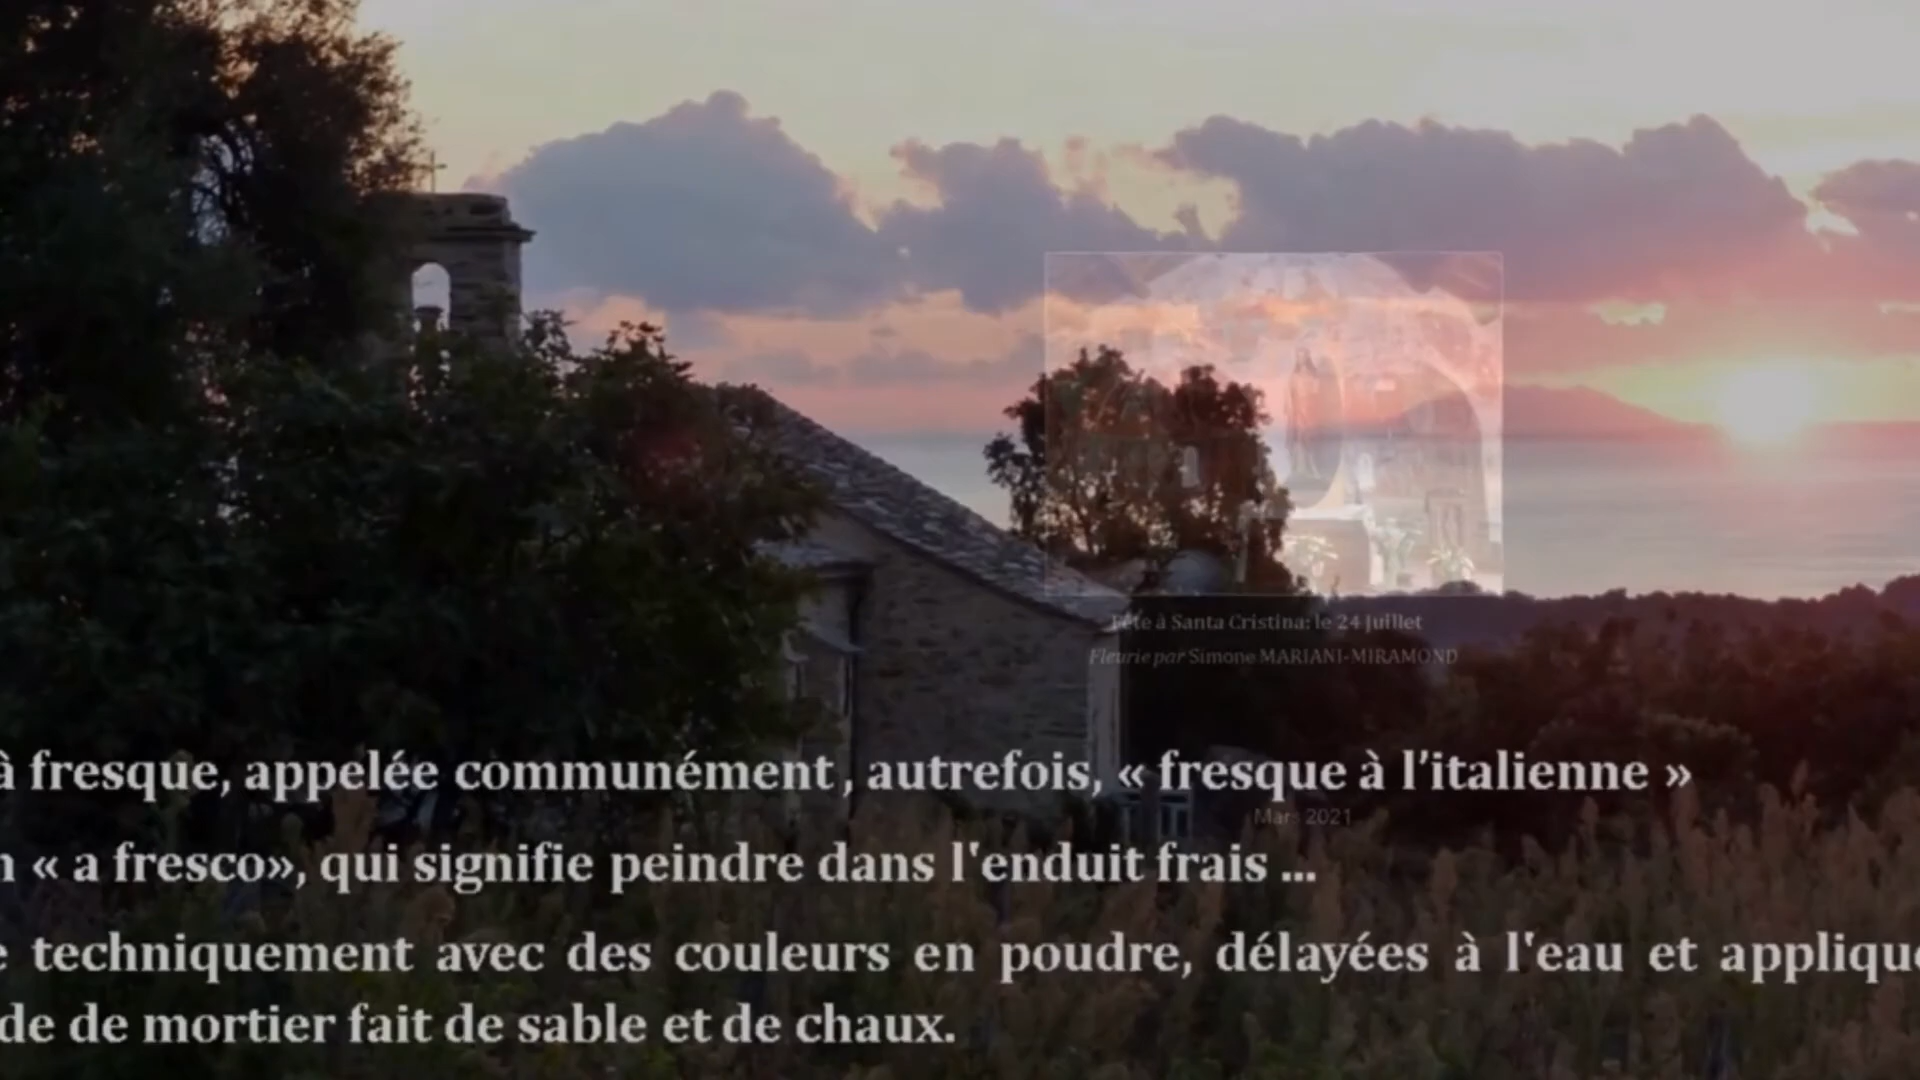 Fête à Santa Cristina: le 24 juillet
Fleurie par Simone MARIANI-MIRAMOND
à fresque, appelée communément, autrefois, « fresque à l’italienne »
Mars 2021
« a fresco», qui signifie peindre dans l'enduit frais ...
techniquement avec des couleurs en poudre, délayées à l'eau et
de mortier fait de sable et de chaux.